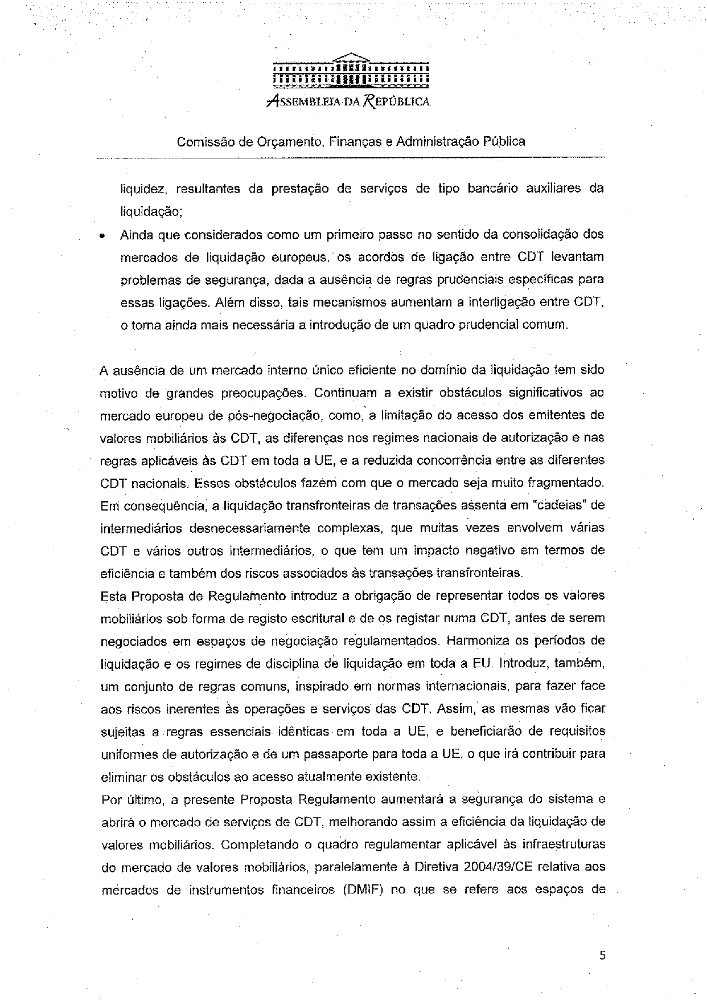 ASSEMBLEIA DA REPÚBLICA
Comissão de Orçamento, Finanças e Administração Pública
liquidez, resultantes da prestação de serviços de tipo bancário auxiliares da
liquidação;
• Ainda que considerados como um primeiro passo no sentido da consolidação dos
mercados de liquidação europeus, os acordos de ligação entre CDT levantam
problemas de segurança, dada a ausência de regras prudenciais específicas para
essas ligações. Além disso, tais mecanismos aumentam a interligação entre CDT,
o torna ainda mais necessária a introdução de um quadro prudencial comum.
A ausência de um mercado interno único eficiente no domínio da liquidação tem sido
motivo de grandes preocupações. Continuam a existir obstáculos significativos ao
mercado europeu de pós-negociação, como, a limitação do acesso dos emitentes de
valores mobiliários às CDT, as diferenças nos regimes nacionais de autorização e nas
regras aplicáveis às CDT em toda a UE, e a reduzida concorrência entre as diferentes
CDT nacionais. Esses obstáculos fazem com que o mercado seja muito fragmentado.
Em consequência, a liquidação transfronteiras de transações assenta em "cadeias" de
intermediários desnecessariamente complexas, que muitas vezes envolvem várias
CDT e vários outros intermediários, o que tem um impacto negativo em termos de
eficiência e também dos riscos associados às transações transfronteiras.
Esta Proposta de Regulamento introduz a obrigação de representar todos os valores
mobiliários sob forma de registo escritural e de os registar numa CDT, antes de serem
negociados em espaços de negociação regulamentados. Harmoniza os períodos de
liquidação e os regimes de disciplina de liquidação em toda a EU. Introduz, também,
um conjunto de regras comuns, inspirado em normas internacionais, para fazer face
aos riscos inerentes às operações e serviços das CDT. Assim, as mesmas vão ficar
sujeitas a regras essenciais idênticas em toda a UE, e beneficiarão de requisitos
uniformes de autorização e de um passaporte para toda a UE, o que irá contribuir para
eliminar os obstáculos ao acesso atualmente existente.
Por último, a presente Proposta Regulamento aumentará a segurança do sistema e
abrirá o mercado de serviços de CDT, melhorando assim a eficiência da liquidação de
valores mobiliários. Completando o quadro regulamentar aplicável às infraestruturas
do mercado de valores mobiliários, paralelamente à Diretiva 2004/39/CE relativa aos
mercados de instrumentos financeiros (DMIF) no que se refere aos espaços de
5